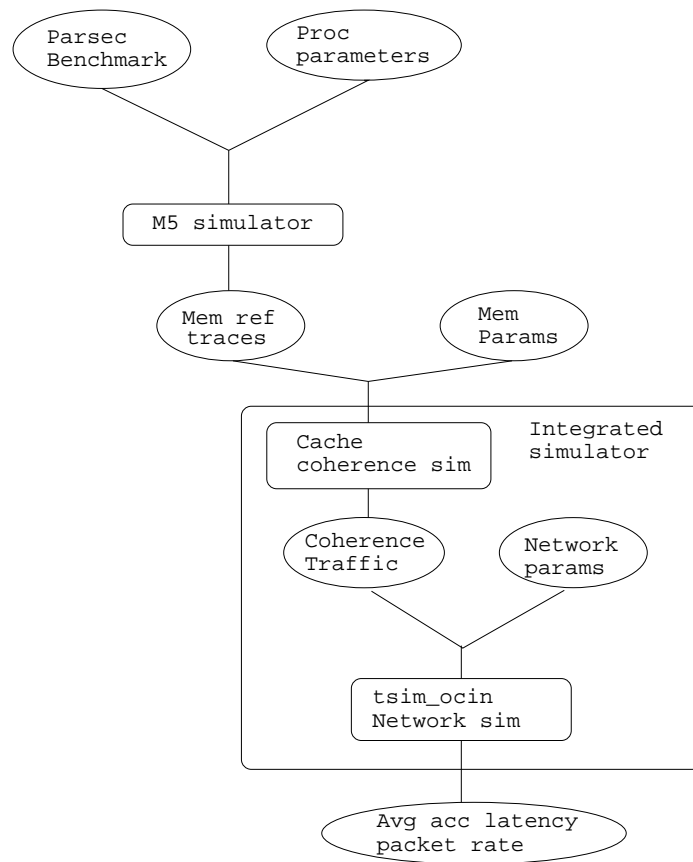 Parsec
Benchmark
Proc
parameters
M5 simulator
Mem ref
traces
Mem
Params
Integrated
simulator
Cache
coherence sim
Coherence
Traffic
Network
params
tsim_ocin
Network sim
Avg acc latency
packet rate